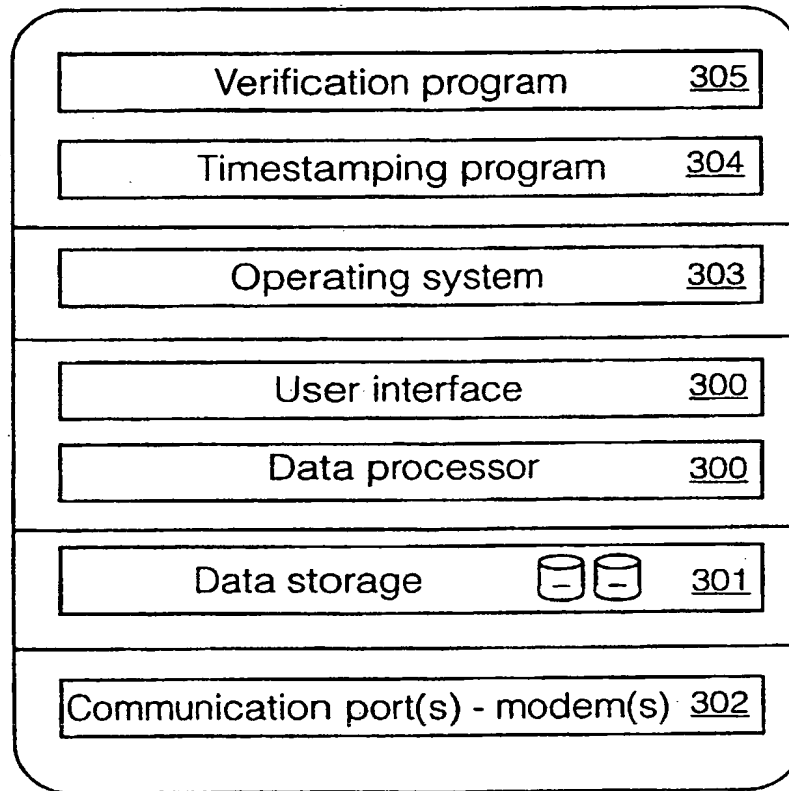 Verification program 305
Timestamping program 304
Operating system 303
User interface 300
Data processor 300
Data storage 301
Communication port(s) - modem(s) 302